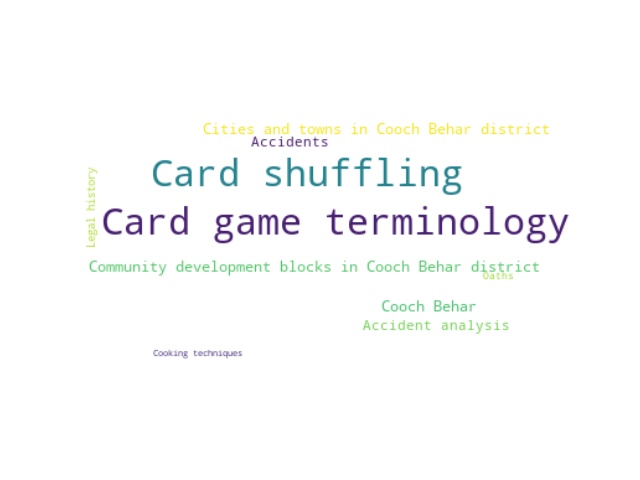 Cities and towns in Cooch Behar district
Accidents
Card shuffling
Legal history
Card game terminology
Community development blocks in Cooch Behar district
Oaths
Cooch Behar
Accident analysis
Cooking techniques